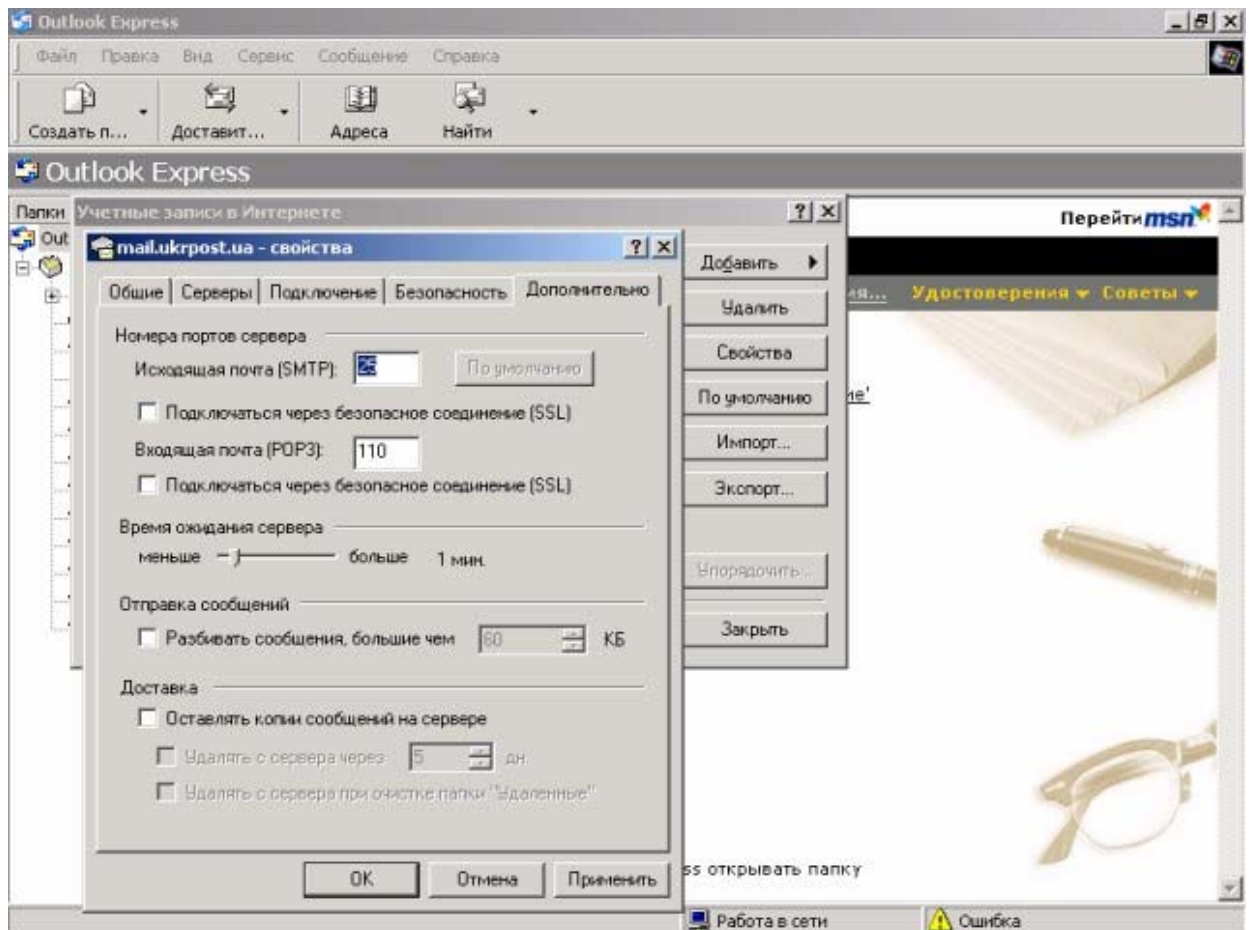 Outlook Express
Файл Правка Вид Сервис Сообщение Справка
Создать п... Доставит... Адреса Найти
Outlook Express
Папки
Учетные записи в Интернете
Перейти msn
Out
mail.ukrpost.ua - свойства
Общие Серверы Подключение Безопасность Дополнительно
Номера портов сервера
Исходящая почта (SMTP): 25 По умолчанию
Подключаться через безопасное соединение (SSL)
Входящая почта (POP3): 110
Подключаться через безопасное соединение (SSL)
Время ожидания сервера
меньше больше 1 мин.
Отправка сообщений
Разбивать сообщения, большие чем 60 КБ
Доставка
Оставлять копии сообщений на сервере
Удалять с сервера через 5 дн.
Удалять с сервера при очистке папки "Удаленные"
ОК Отмена Применить
Добавить
Удалить
Свойства
По умолчанию
Импорт...
Экспорт...
Упорядочить...
Закрыть
ия... Удостоверения Советы
ие'
ss открывать папку
Работа в сети Ошибка